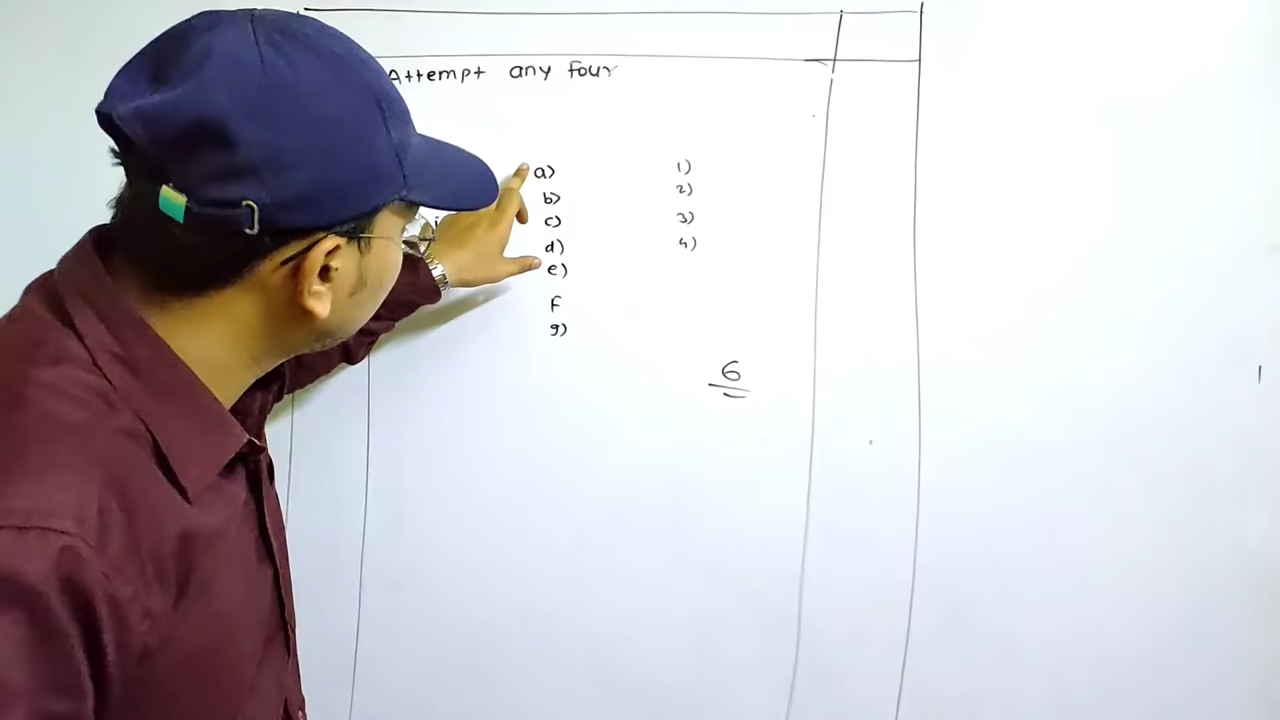 Attempt any four
a) 1)
b) 2)
c) 3)
d) 4)
e)
F
g)
6